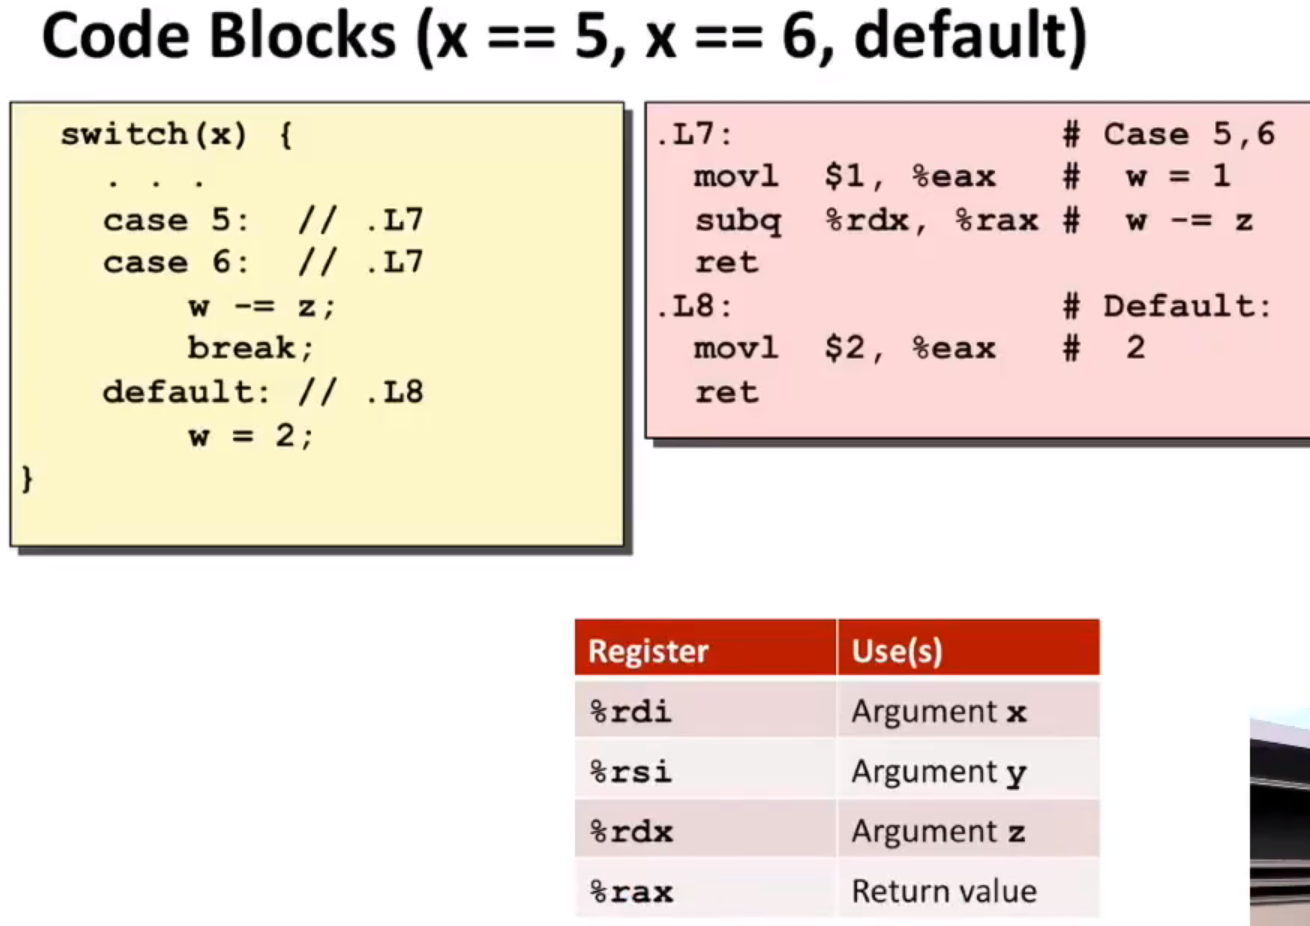 Code Blocks (x == 5, x == 6, default)
switch(x) {
. . .
case 5:  // .L7
case 6:  // .L7
w -= z;
break;
default: // .L8
w = 2;
}
.L7:               # Case 5,6
movl  $1, %eax   #  w = 1
subq  %rdx, %rax #  w -= z
ret
.L8:               # Default:
movl  $2, %eax   #  2
ret
Register Use(s)
%rdi Argument x
%rsi Argument y
%rdx Argument z
%rax Return value